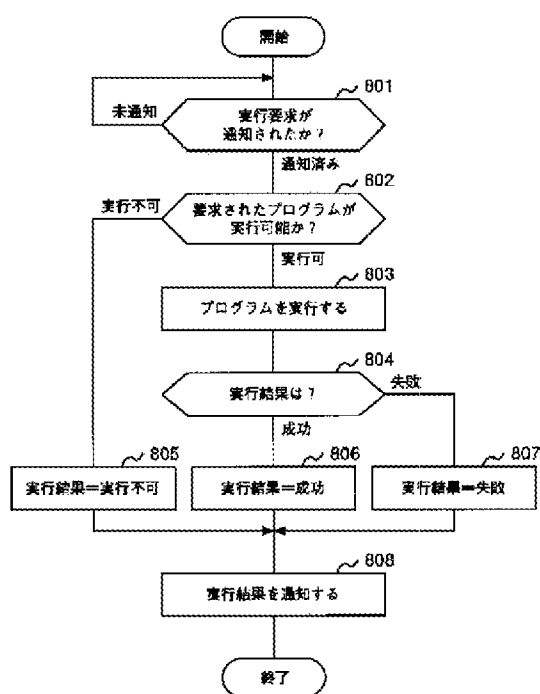 開始
801
未通知
実行要求が
通知されたか？
通知済み
802
実行不可
要求されたプログラムが
実行可能か？
実行可
803
プログラムを実行する
804
実行結果は？
失敗
成功
805
806
807
実行結果＝実行不可
実行結果＝成功
実行結果＝失敗
808
実行結果を通知する
終了